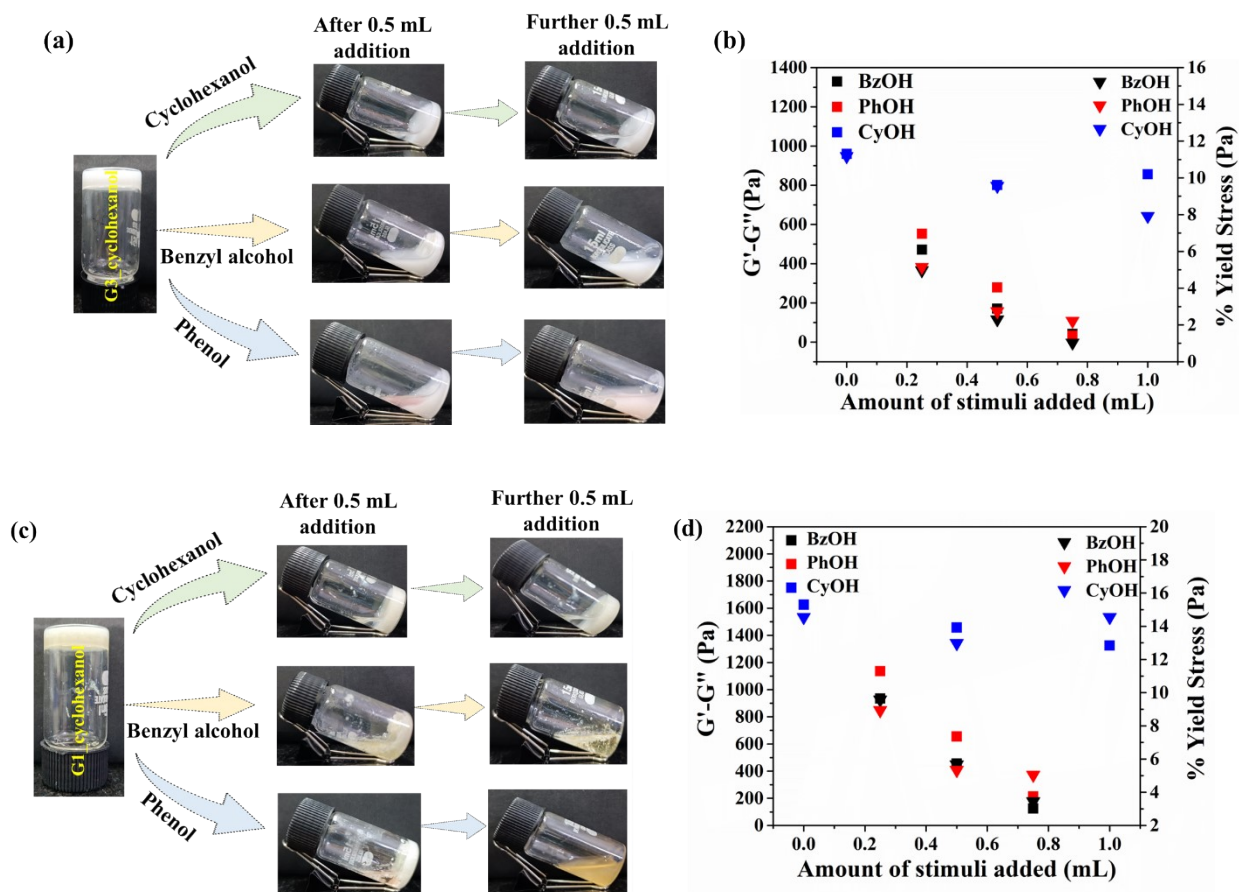 (a)
After 0.5 mL
addition
Further 0.5 mL
addition
Cyclohexanol
Benzyl alcohol
Phenol
G3_cyclohexanol
15ml
(b)
1400
1200
1000
800
600
400
200
0
G'-G"(Pa)
BzOH
PhOH
CyOH
BzOH
PhOH
CyOH
16
14
12
10
8
6
4
2
0
% Yield Stress (Pa)
0.0 0.2 0.4 0.6 0.8 1.0
Amount of stimuli added (mL)
(c)
After 0.5 mL
addition
Further 0.5 mL
addition
Cyclohexanol
Benzyl alcohol
Phenol
G1_cyclohexanol
(d)
2200
2000
1800
1600
1400
1200
1000
800
600
400
200
0
G'-G" (Pa)
BzOH
PhOH
CyOH
BzOH
PhOH
CyOH
20
18
16
14
12
10
8
6
4
2
% Yield Stress (Pa)
0.0 0.2 0.4 0.6 0.8 1.0
Amount of stimuli added (mL)